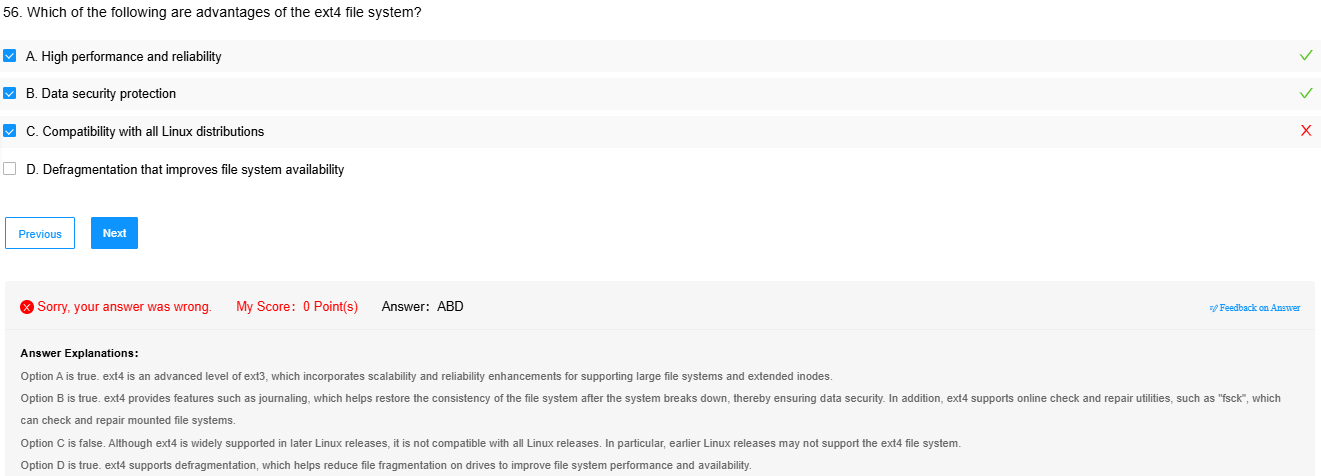 56. Which of the following are advantages of the ext4 file system?
A. High performance and reliability
B. Data security protection
C. Compatibility with all Linux distributions
D. Defragmentation that improves file system availability
Previous Next
Sorry, your answer was wrong. My Score: 0 Point(s) Answer: ABD Feedback on Answer
Answer Explanations:
Option A is true. ext4 is an advanced level of ext3, which incorporates scalability and reliability enhancements for supporting large file systems and extended inodes.
Option B is true. ext4 provides features such as journaling, which helps restore the consistency of the file system after the system breaks down, thereby ensuring data security. In addition, ext4 supports online check and repair utilities, such as "fsck", which
can check and repair mounted file systems.
Option C is false. Although ext4 is widely supported in later Linux releases, it is not compatible with all Linux releases. In particular, earlier Linux releases may not support the ext4 file system.
Option D is true. ext4 supports defragmentation, which helps reduce file fragmentation on drives to improve file system performance and availability.